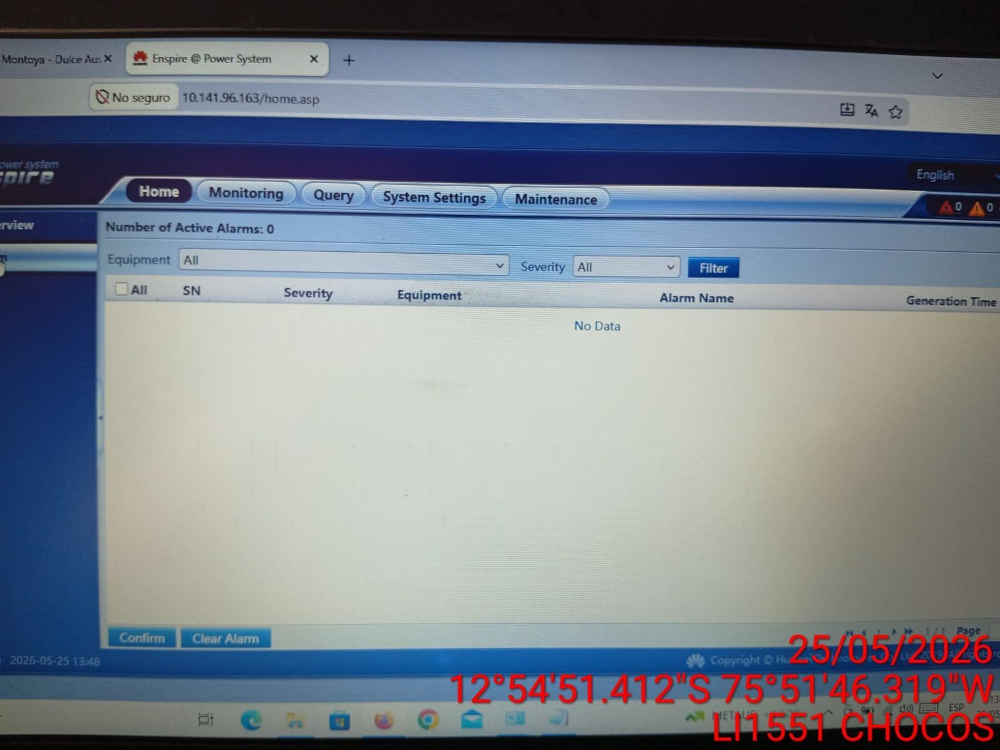 Montoya - Dulce Aus
Enspire @ Power System
No seguro 10.141.96.163/home.asp
ower system
spire
English
Home Monitoring Query System Settings Maintenance
0 0
rview
Number of Active Alarms: 0
Equipment All Severity All Filter
All SN Severity Equipment Alarm Name Generation Time
No Data
1 / 1 Page
Confirm Clear Alarm
25/05/2026
2026-05-25 13:48
Copyright ©
12°54'51.412"S 75°51'46.319"W
ESP
LI1551 CHOCOS